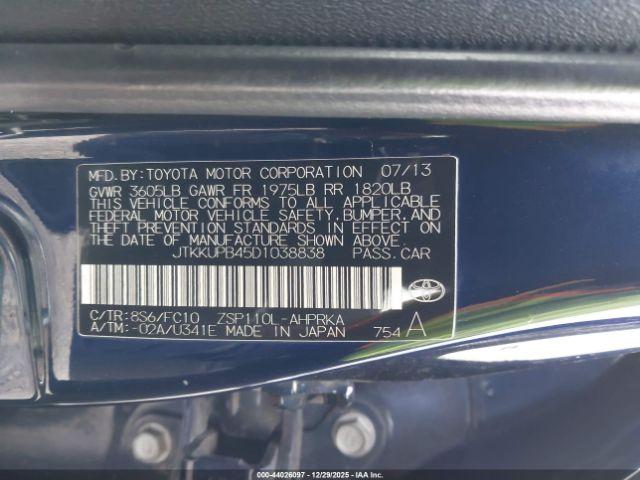 MFD.BY:TOYOTA MOTOR CORPORATION 07/13
GVWR 3605LB GAWR FR 1975LB RR 1820LB
THIS VEHICLE CONFORMS TO ALL APPLICABLE
FEDERAL MOTOR VEHICLE SAFETY,BUMPER,AND
THEFT PREVENTION STANDARDS IN EFFECT ON
THE DATE OF MANUFACTURE SHOWN ABOVE.
JTKKUPB45D1038838 PASS.CAR
C/TR:8S6/FC10 ZSP110L-AHPRKA
A/TM:-02A/U341E MADE IN JAPAN 754 A
<<00-44026097 - 12/29/2025 - IAAI.COM>>